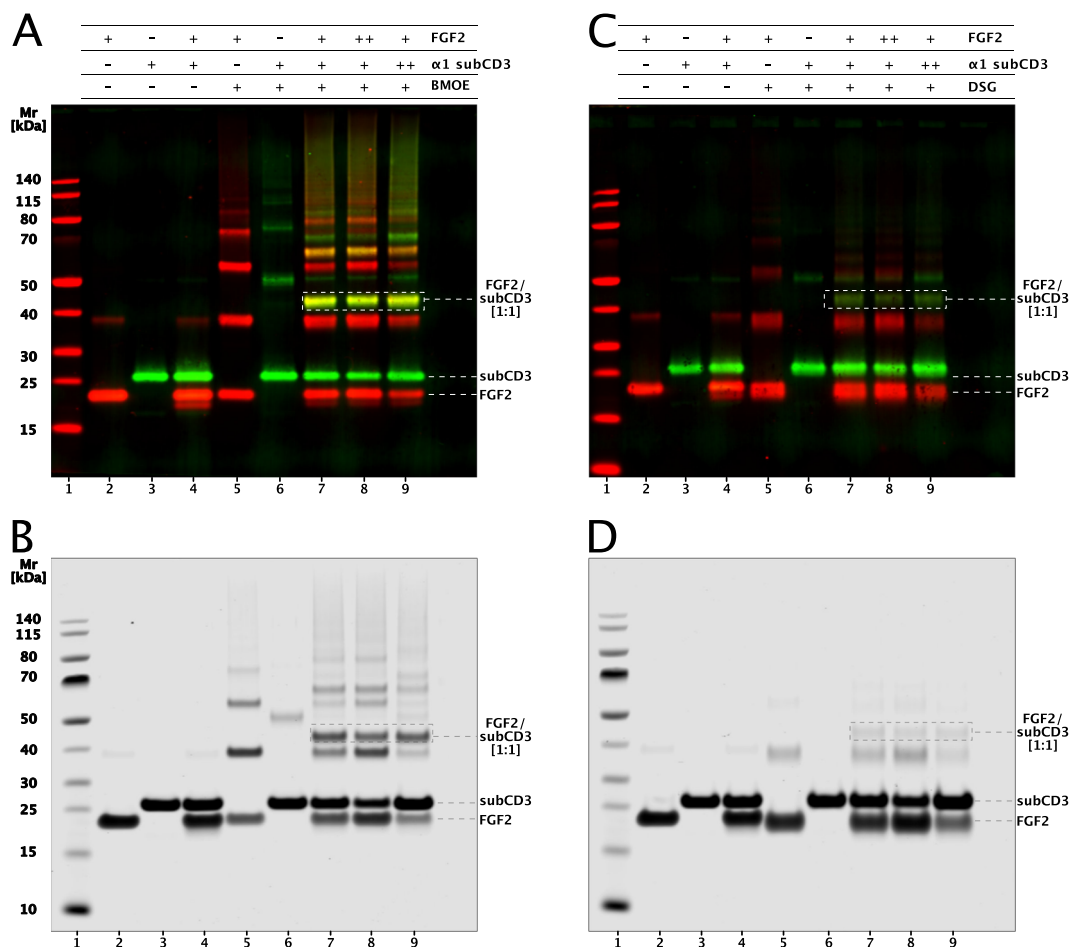 A
+ - + + - + ++ + FGF2
- + + - + + + ++ α1 subCD3
- - - + + + + + BMOE
Mr
[kDa]
140
115
80
70
50
40
30
25
15
FGF2/
subCD3
[1:1]
subCD3
FGF2
1 2 3 4 5 6 7 8 9
C
+ - + + - + ++ + FGF2
- + + - + + + ++ α1 subCD3
- - - + + + + + DSG
FGF2/
subCD3
[1:1]
subCD3
FGF2
1 2 3 4 5 6 7 8 9
B
Mr
[kDa]
140
115
80
70
50
40
30
25
15
10
FGF2/
subCD3
[1:1]
subCD3
FGF2
1 2 3 4 5 6 7 8 9
D
FGF2/
subCD3
[1:1]
subCD3
FGF2
1 2 3 4 5 6 7 8 9